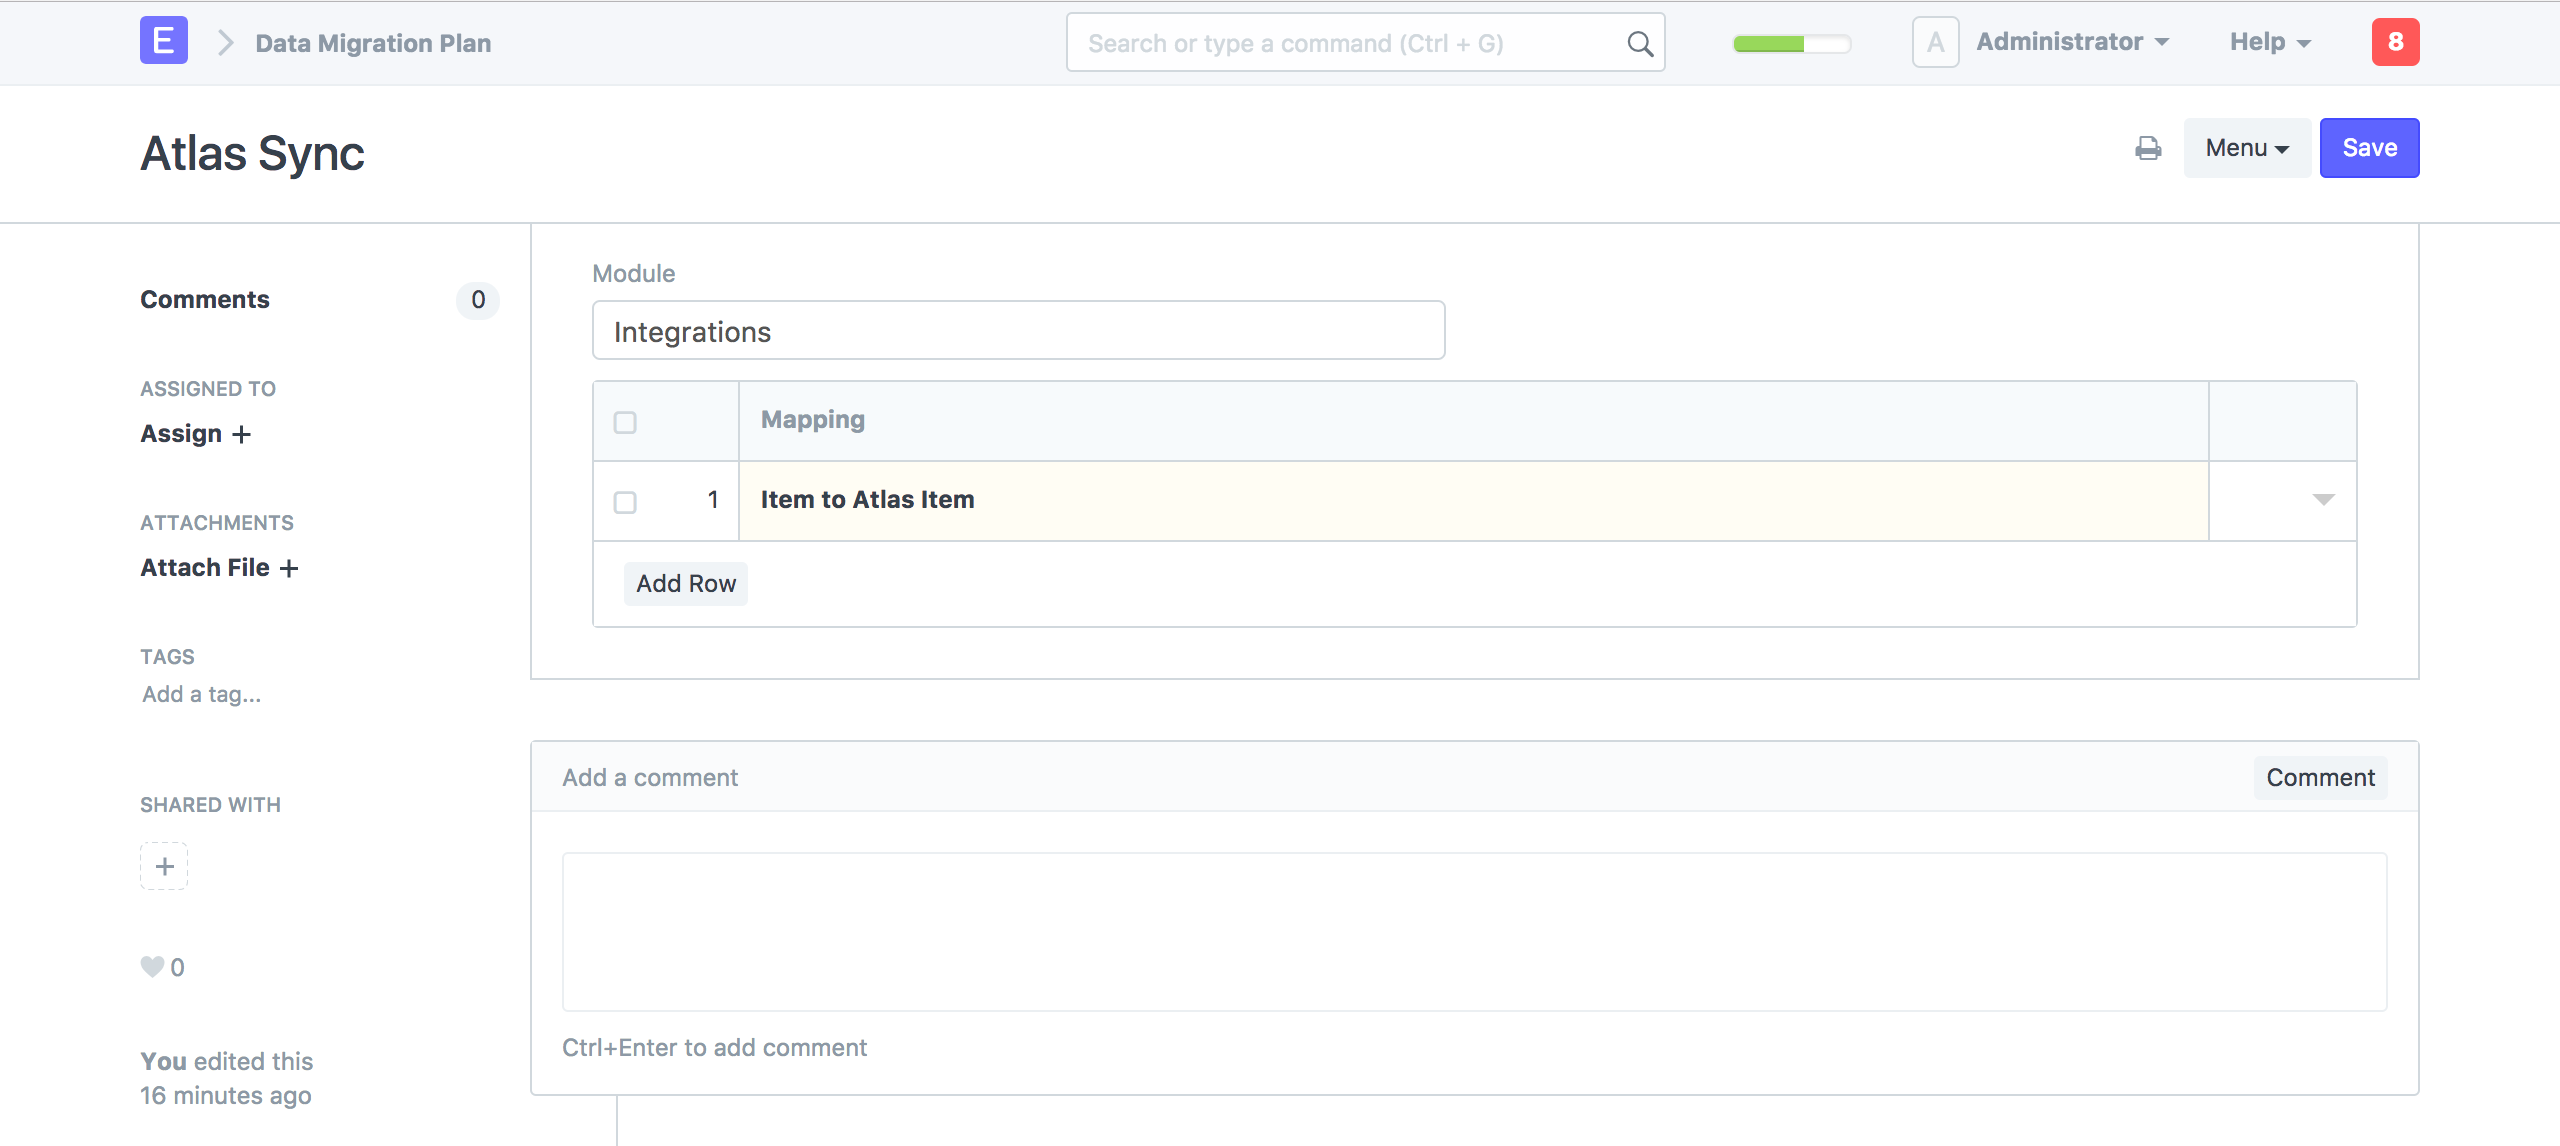 E
Data Migration Plan
Search or type a command (Ctrl + G)
A
Administrator
Help
8
Atlas Sync
Menu
Save
Comments
0
ASSIGNED TO
Assign +
ATTACHMENTS
Attach File +
TAGS
Add a tag...
SHARED WITH
+
0
You edited this
16 minutes ago
Module
Integrations
Mapping
1
Item to Atlas Item
Add Row
Add a comment
Comment
Ctrl+Enter to add comment